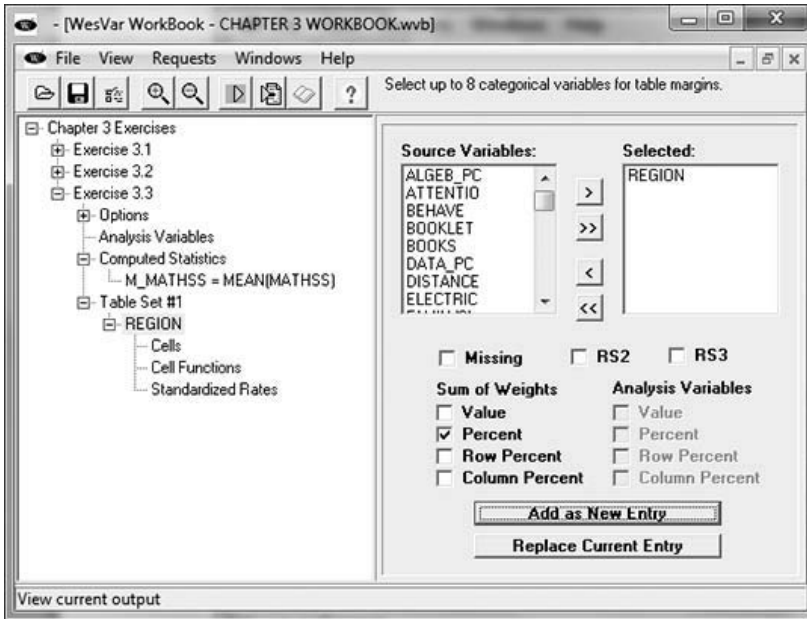 - [WesVar WorkBook - CHAPTER 3 WORKBOOK.wvb]
File View Requests Windows Help
Select up to 8 categorical variables for table margins.
Chapter 3 Exercises
Exercise 3.1
Exercise 3.2
Exercise 3.3
Options
Analysis Variables
Computed Statistics
M_MATHSS = MEAN(MATHSS)
Table Set #1
REGION
Cells
Cell Functions
Standardized Rates
Source Variables:
ALGEB_PC
ATTENTIO
BEHAVE
BOOKLET
BOOKS
DATA_PC
DISTANCE
ELECTRIC
>
>>
<
<<
Selected:
REGION
Missing RS2 RS3
Sum of Weights
Value
Percent
Row Percent
Column Percent
Analysis Variables
Value
Percent
Row Percent
Column Percent
Add as New Entry
Replace Current Entry
View current output